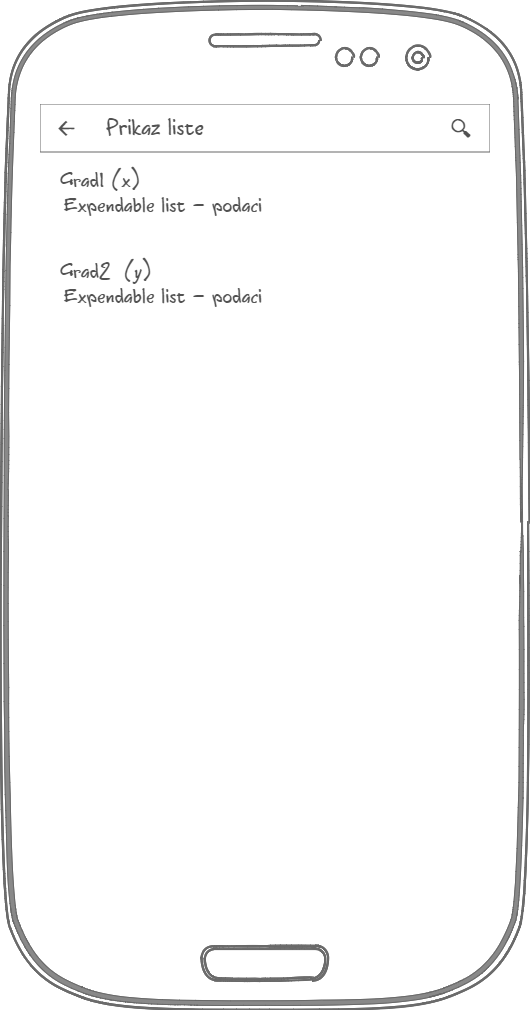 Prikaz liste
Grad1 (x)
Expendable list - podaci
Grad2 (y)
Expendable list - podaci